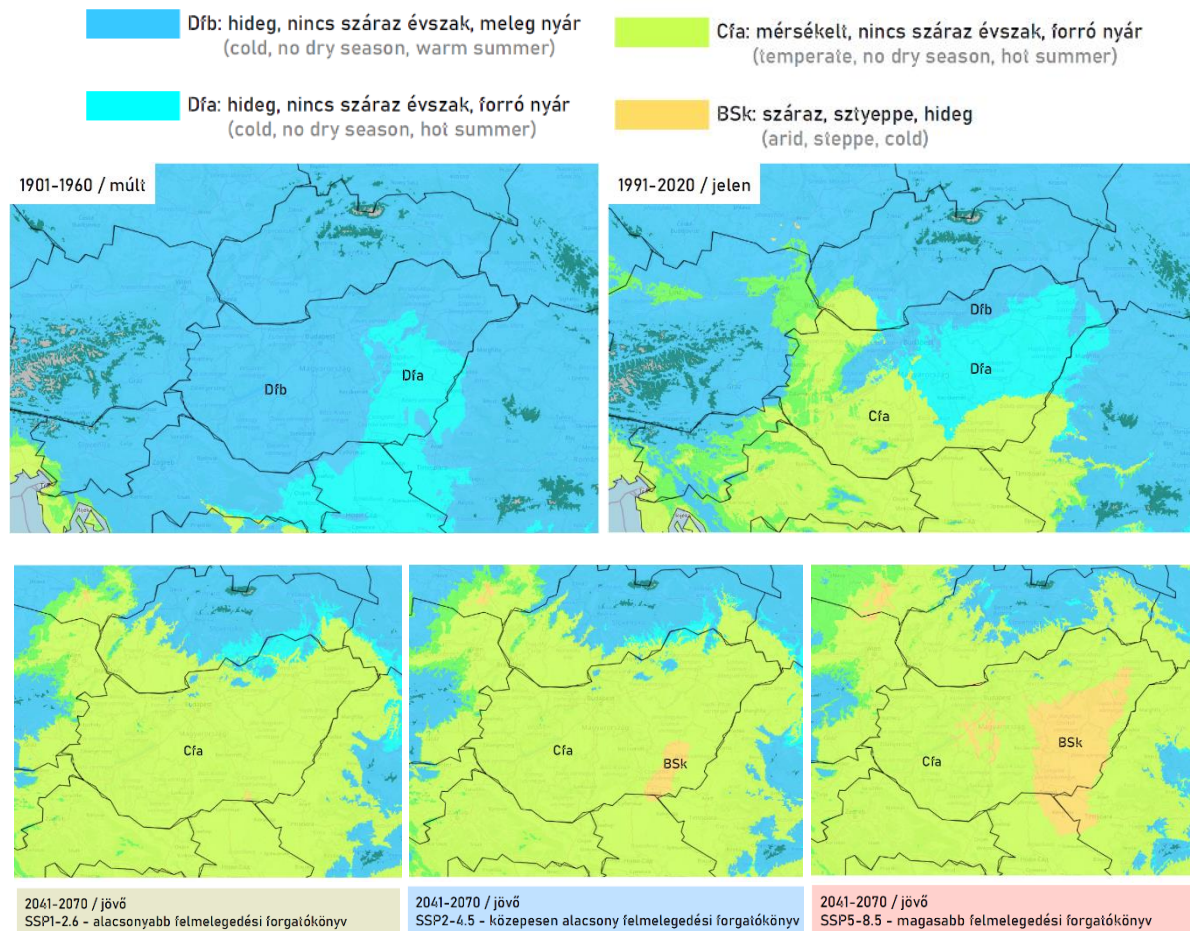 Dfb: hideg, nincs száraz évszak, meleg nyár
(cold, no dry season, warm summer)
Cfa: mérsékelt, nincs száraz évszak, forró nyár
(temperate, no dry season, hot summer)
Dfa: hideg, nincs száraz évszak, forró nyár
(cold, no dry season, hot summer)
BSk: száraz, sztyeppe, hideg
(arid, steppe, cold)
1901-1960 / múlt
Dfb
Dfa
1991-2020 / jelen
Dfb
Dfa
Cfa
Cfa
Cfa
BSk
Cfa
BSk
2041-2070 / jövő
SSP1-2.6 - alacsonyabb felmelegedési forgatókönyv
2041-2070 / jövő
SSP2-4.5 - közepesen alacsony felmelegedési forgatókönyv
2041-2070 / jövő
SSP5-8.5 - magasabb felmelegedési forgatókönyv